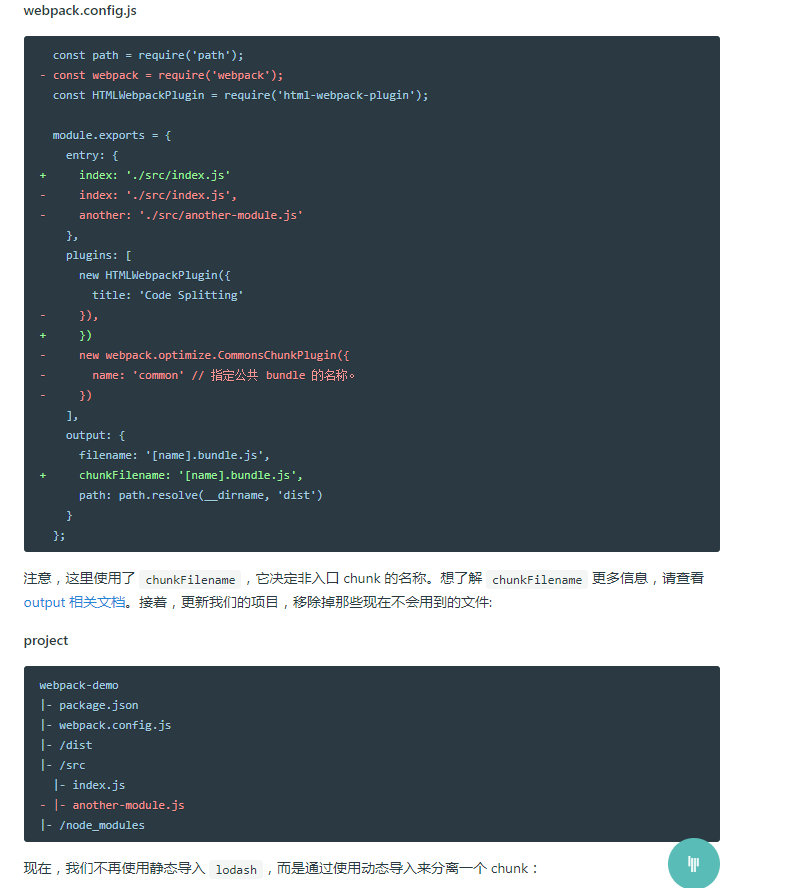 webpack.config.js
  const path = require('path');
- const webpack = require('webpack');
  const HTMLWebpackPlugin = require('html-webpack-plugin');

  module.exports = {
    entry: {
+     index: './src/index.js'
-     index: './src/index.js',
-     another: './src/another-module.js'
    },
    plugins: [
      new HTMLWebpackPlugin({
        title: 'Code Splitting'
-     }),
+     })
-     new webpack.optimize.CommonsChunkPlugin({
-       name: 'common' // 指定公共 bundle 的名称。
-     })
    ],
    output: {
      filename: '[name].bundle.js',
+     chunkFilename: '[name].bundle.js',
      path: path.resolve(__dirname, 'dist')
    }
  };
注意，这里使用了 chunkFilename ，它决定非入口 chunk 的名称。想了解 chunkFilename 更多信息，请查看
output 相关文档。接着，更新我们的项目，移除掉那些现在不会用到的文件:
project
webpack-demo
|- package.json
|- webpack.config.js
|- /dist
|- /src
  |- index.js
- |- another-module.js
|- /node_modules
现在，我们不再使用静态导入 lodash ，而是通过使用动态导入来分离一个 chunk：